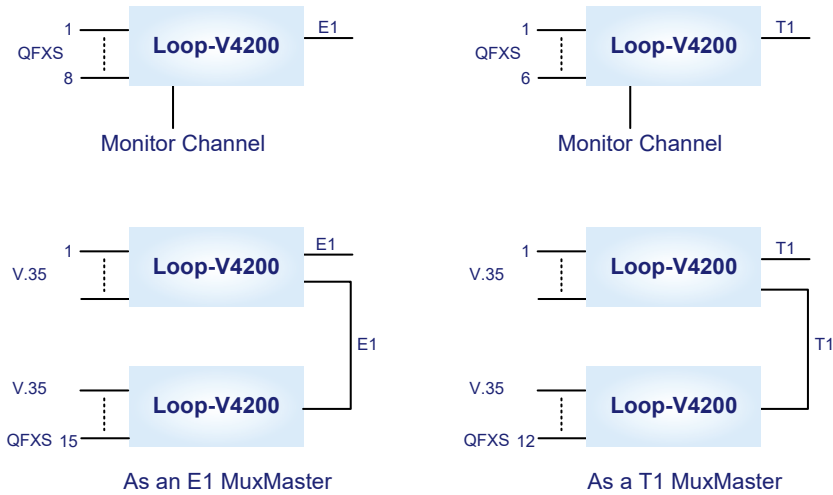 1
QFXS
8
Loop-V4200
E1
Monitor Channel
1
QFXS
6
Loop-V4200
T1
Monitor Channel
1
V.35
Loop-V4200
E1
E1
V.35
QFXS 15
Loop-V4200
As an E1 MuxMaster
1
V.35
Loop-V4200
T1
T1
V.35
QFXS 12
Loop-V4200
As a T1 MuxMaster